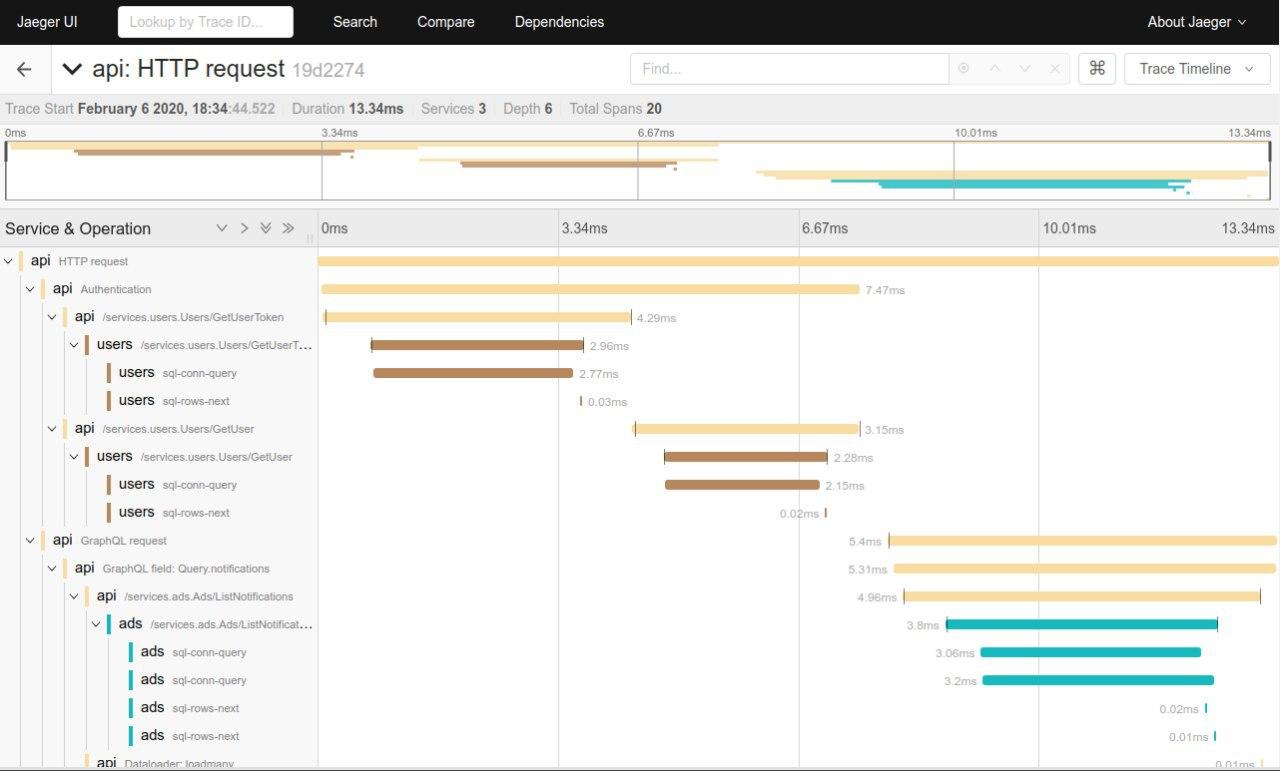 Jaeger UI Lookup by Trace ID... Search Compare Dependencies About Jaeger
api: HTTP request 19d2274 Find... ⌘ Trace Timeline
Trace Start February 6 2020, 18:34:44.522 Duration 13.34ms Services 3 Depth 6 Total Spans 20
0ms 3.34ms 6.67ms 10.01ms 13.34ms
Service & Operation 0ms 3.34ms 6.67ms 10.01ms 13.34ms
api HTTP request
api Authentication 7.47ms
api /services.users.Users/GetUserToken 4.29ms
users /services.users.Users/GetUserT... 2.96ms
users sql-conn-query 2.77ms
users sql-rows-next 0.03ms
api /services.users.Users/GetUser 3.15ms
users /services.users.Users/GetUser 2.28ms
users sql-conn-query 2.15ms
users sql-rows-next 0.02ms
api GraphQL request 5.4ms
api GraphQL field: Query.notifications 5.31ms
api /services.ads.Ads/ListNotifications 4.96ms
ads /services.ads.Ads/ListNotificat... 3.8ms
ads sql-conn-query 3.06ms
ads sql-conn-query 3.2ms
ads sql-rows-next 0.02ms
ads sql-rows-next 0.01ms
api Dataloader: loadmany 0.01ms